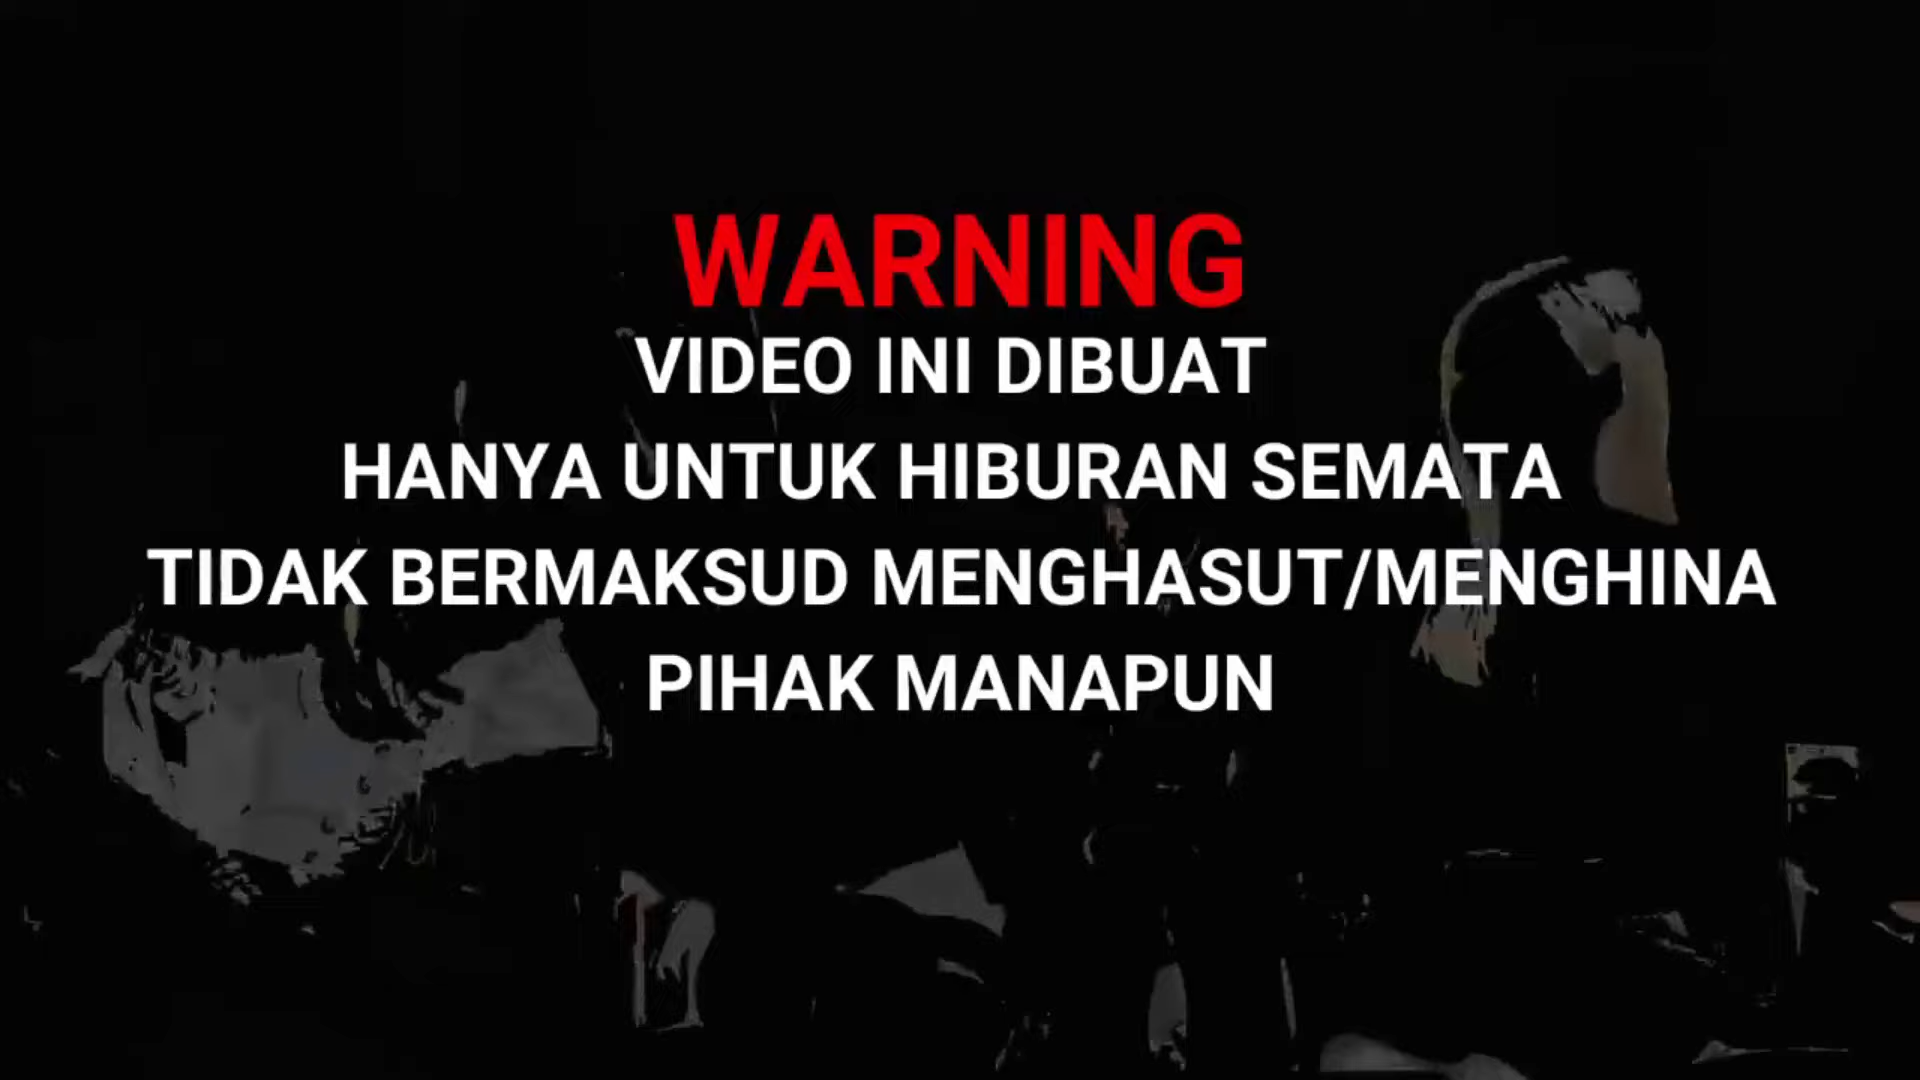 WARNING
VIDEO INI DIBUAT
HANYA UNTUK HIBURAN SEMATA
TIDAK BERMAKSUD MENGHASUT/MENGHINA
PIHAK MANAPUN